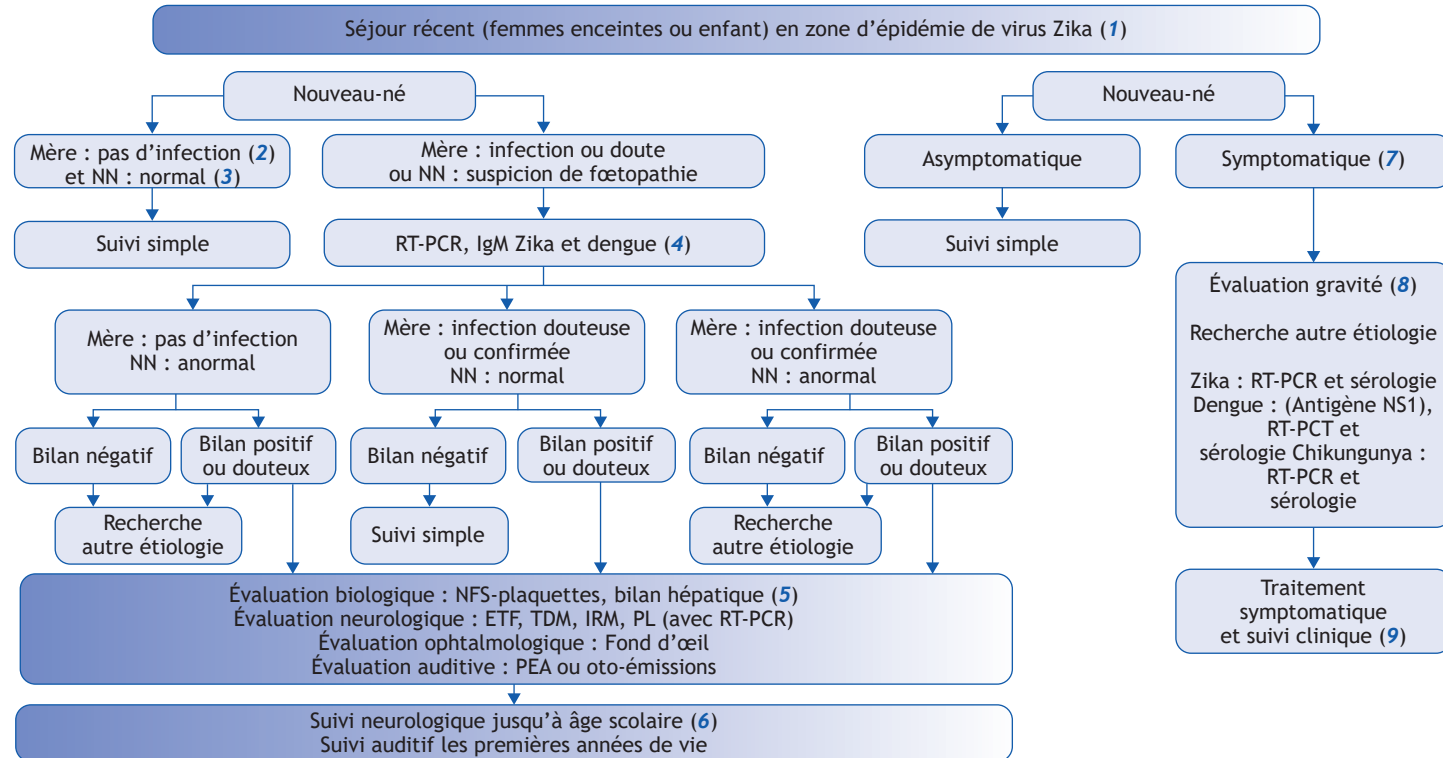 Séjour récent (femmes enceintes ou enfant) en zone d’épidémie de virus Zika (1)
Nouveau-né
Mère : pas d’infection (2)
et NN : normal (3)
Suivi simple
Mère : infection ou doute
ou NN : suspicion de fœtopathie
RT-PCR, IgM Zika et dengue (4)
Mère : pas d’infection
NN : anormal
Mère : infection douteuse
ou confirmée
NN : normal
Mère : infection douteuse
ou confirmée
NN : anormal
Bilan négatif
Bilan positif
ou douteux
Bilan négatif
Bilan positif
ou douteux
Bilan négatif
Bilan positif
ou douteux
Recherche
autre étiologie
Suivi simple
Recherche
autre étiologie
Évaluation biologique : NFS-plaquettes, bilan hépatique (5)
Évaluation neurologique : ETF, TDM, IRM, PL (avec RT-PCR)
Évaluation ophtalmologique : Fond d’œil
Évaluation auditive : PEA ou oto-émissions
Suivi neurologique jusqu’à âge scolaire (6)
Suivi auditif les premières années de vie
Nouveau-né
Asymptomatique
Suivi simple
Symptomatique (7)
Évaluation gravité (8)
Recherche autre étiologie
Zika : RT-PCR et sérologie
Dengue : (Antigène NS1),
RT-PCT et
sérologie Chikungunya :
RT-PCR et
sérologie
Traitement
symptomatique
et suivi clinique (9)